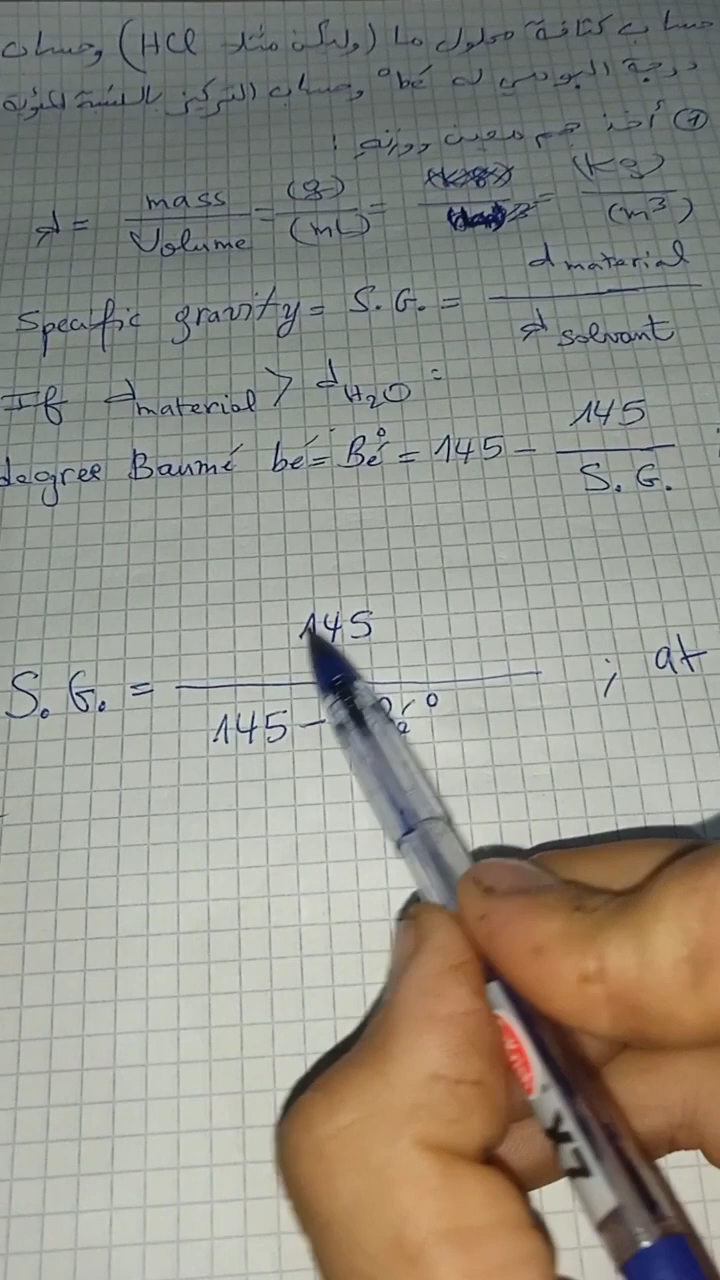 حساب كثافة محلول ما (وليكن مثلا HCl) وحساب
درجة البومي له bé° وحساب التركيز بالنسبة المئوية
① أخذ حجم معين ووزنه :
d = mass / Volume = (g) / (ml) = = (Kg) / (m³)
Specific gravity = S.G. = d material / d solvant
If d material > d H₂O :
degree Baumé bé = Bé° = 145 - 145 / S.G. ;
S.G. = 145 / 145 - Bé° ; at
X7